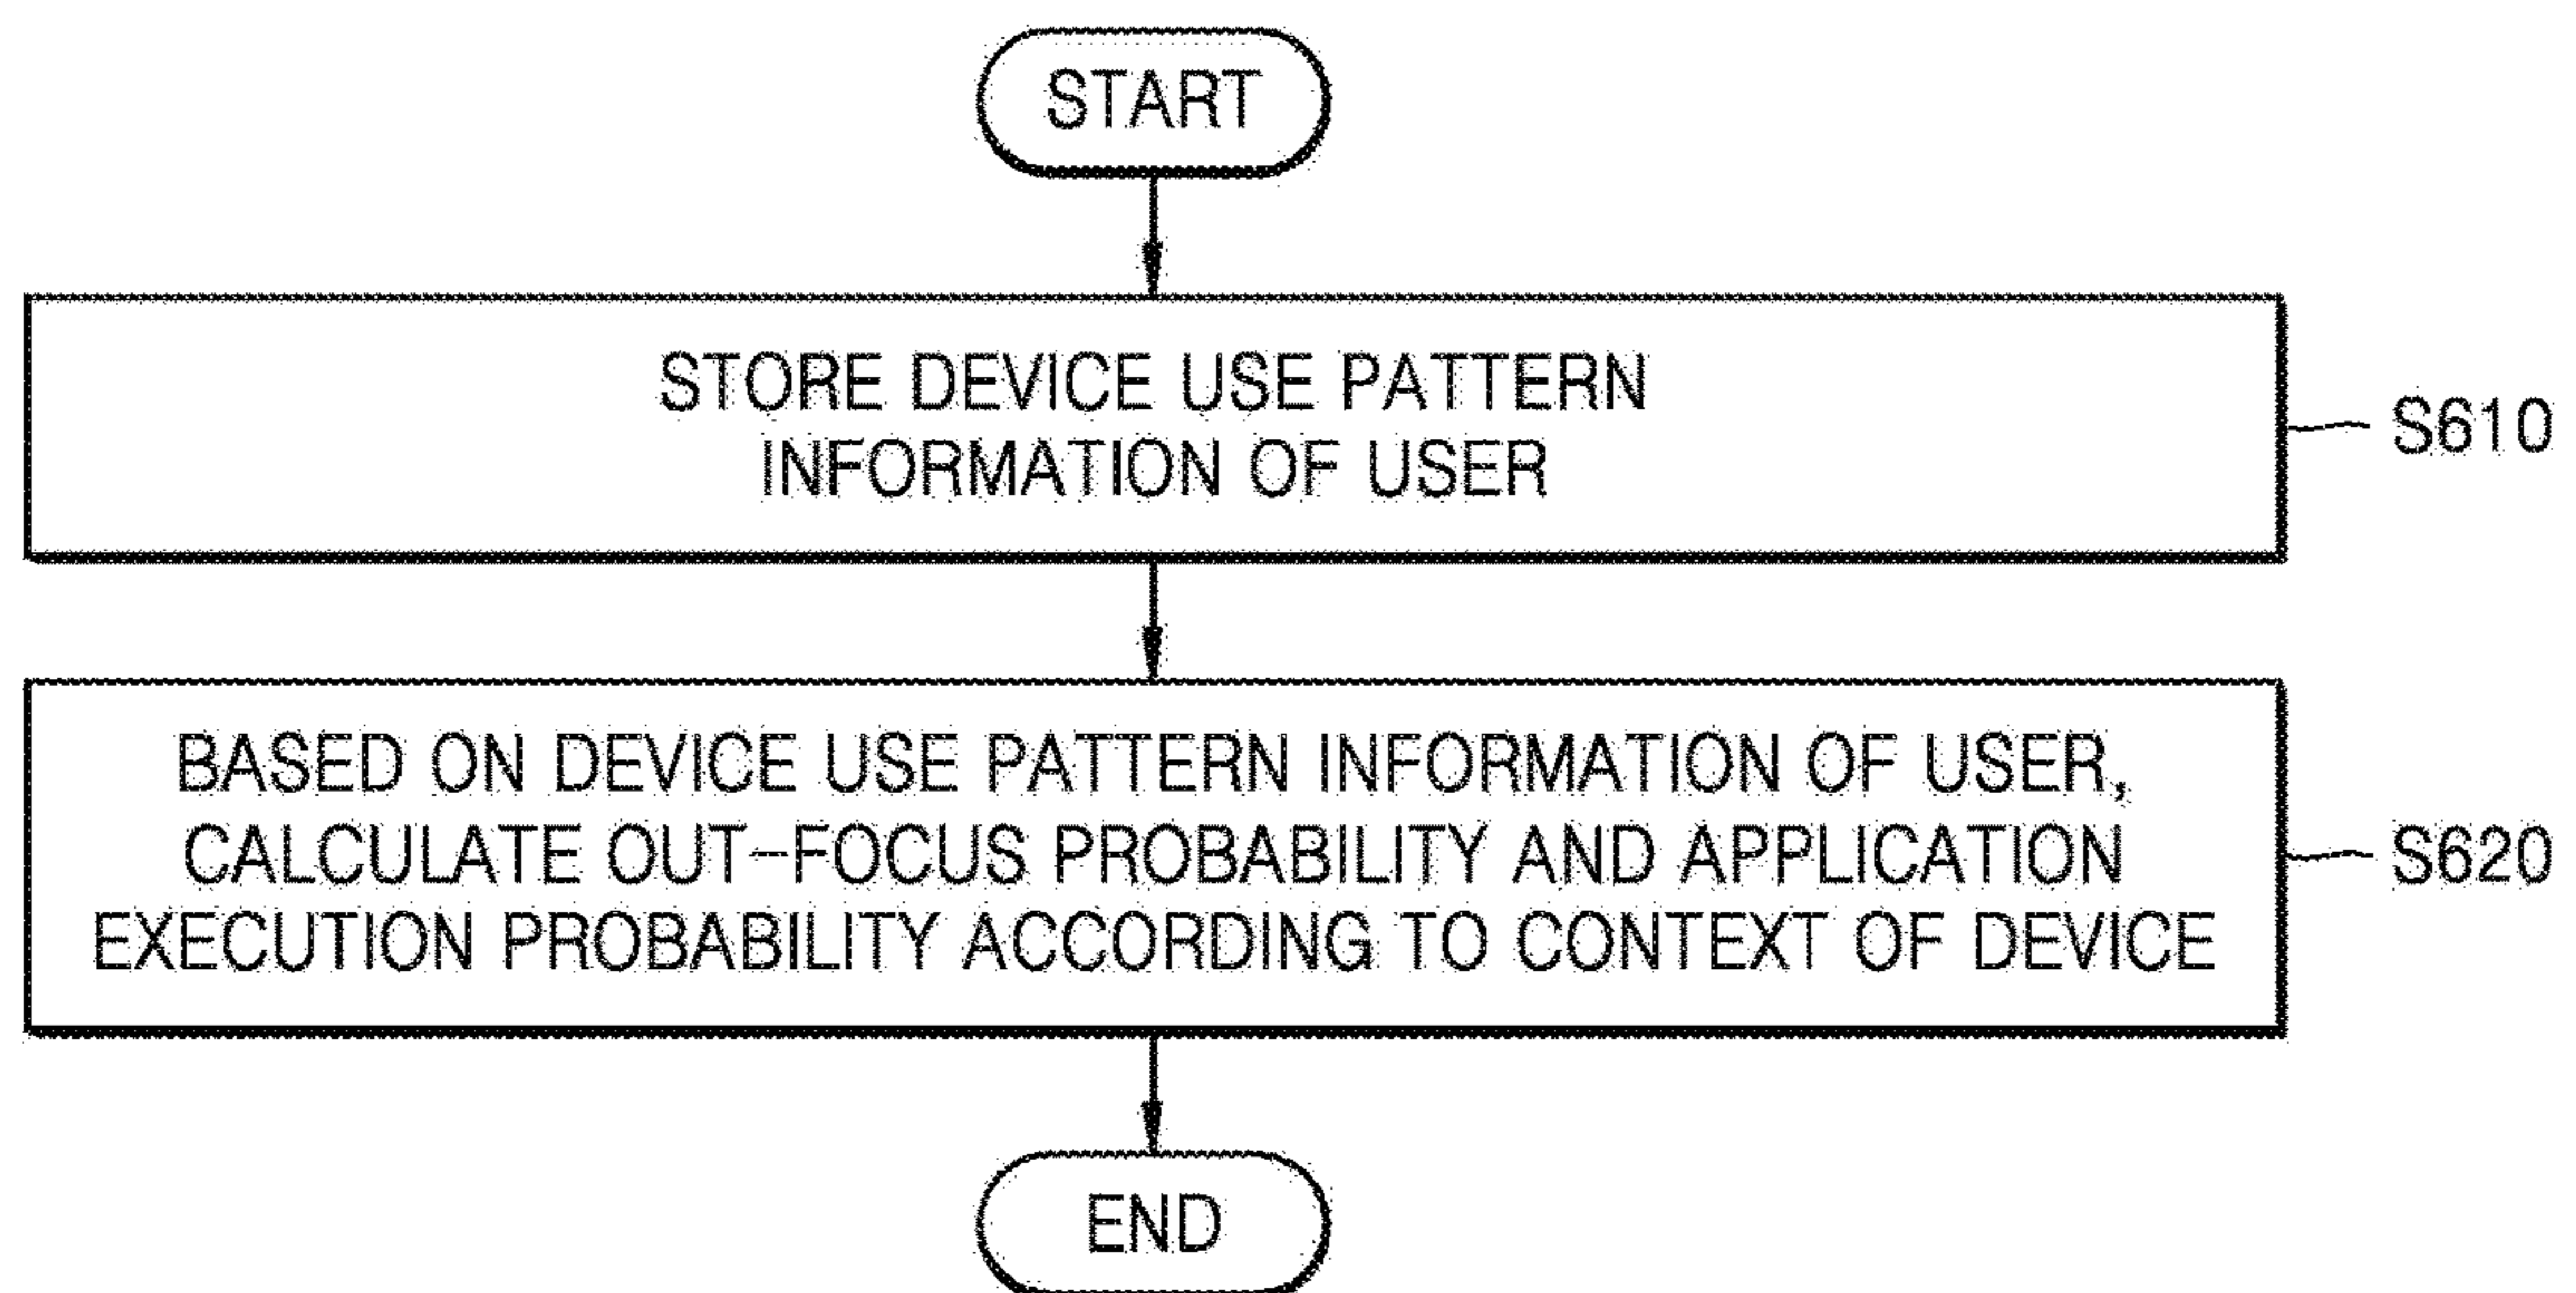 START
STORE DEVICE USE PATTERN
INFORMATION OF USER
S610
BASED ON DEVICE USE PATTERN INFORMATION OF USER,
CALCULATE OUT-FOCUS PROBABILITY AND APPLICATION
EXECUTION PROBABILITY ACCORDING TO CONTEXT OF DEVICE
S620
END